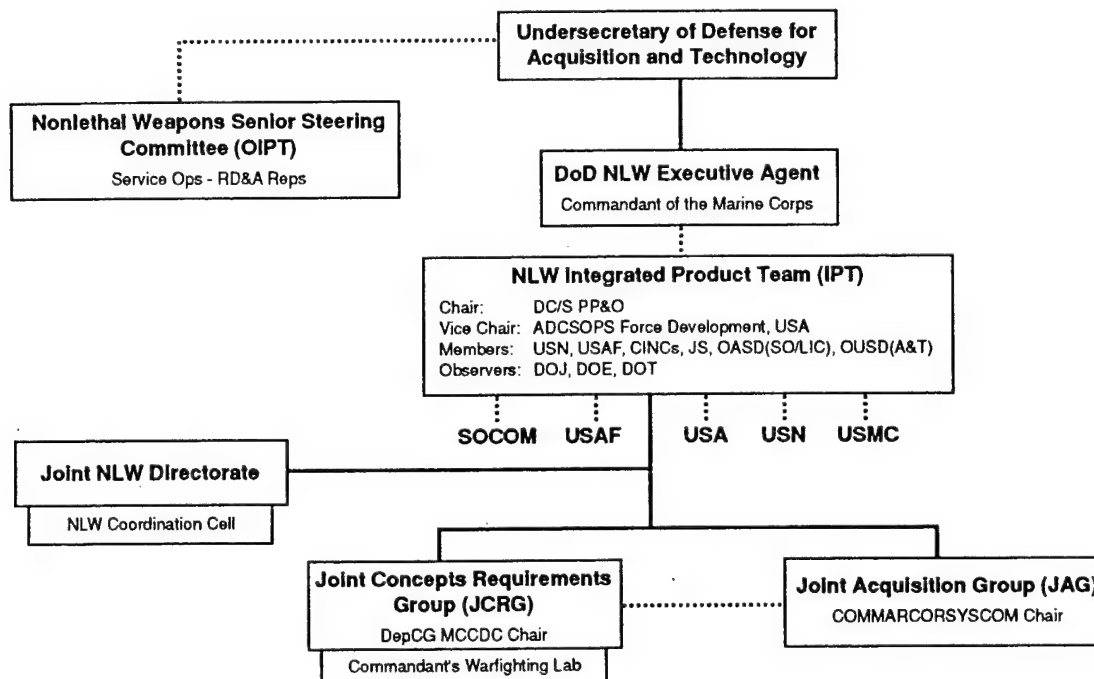 Undersecretary of Defense for
Acquisition and Technology
Nonlethal Weapons Senior Steering
Committee (OIPT)
Service Ops - RD&A Reps
DoD NLW Executive Agent
Commandant of the Marine Corps
NLW Integrated Product Team (IPT)
Chair: DC/S PP&O
Vice Chair: ADCSOPS Force Development, USA
Members: USN, USAF, CINCs, JS, OASD(SO/LIC), OUSD(A&T)
Observers: DOJ, DOE, DOT
SOCOM USAF USA USN USMC
Joint NLW Directorate
NLW Coordination Cell
Joint Concepts Requirements
Group (JCRG)
DepCG MCCDC Chair
Commandant's Warfighting Lab
Joint Acquisition Group (JAG)
COMMARCORSYSCOM Chair